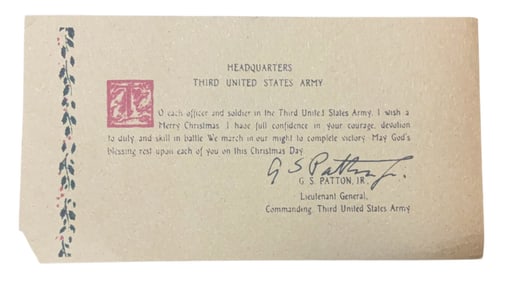 HEADQUARTERS
THIRD UNITED STATES ARMY
TO each officer and soldier in the Third United States Army, I wish a
Merry Christmas. I have full confidence in your courage, devotion
to duty, and skill in battle. We march in our might to complete victory. May God's
blessing rest upon each of you on this Christmas Day.
G S Patton Jr.
G. S. PATTON, JR.
Lieutenant General,
Commanding, Third United States Army